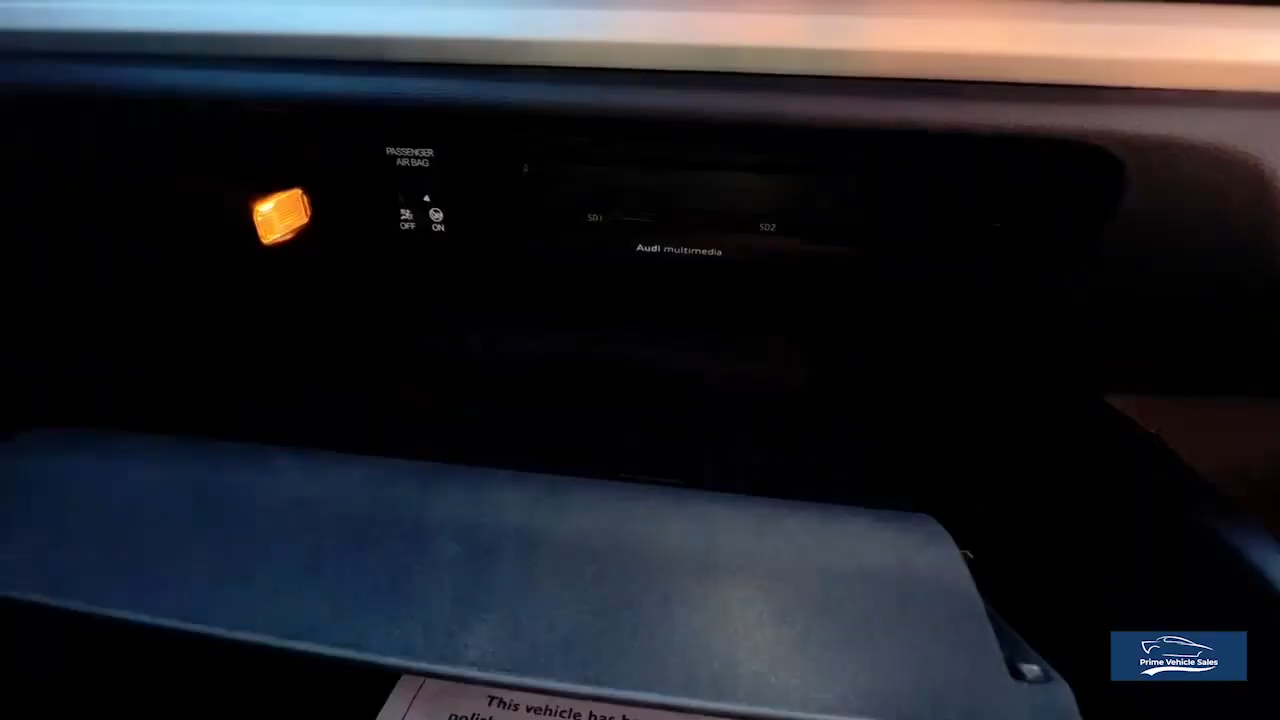 PASSENGER
AIR BAG
OFF ON
SD1
SD2
Audi multimedia
This vehicle has
Prime Vehicle Sales